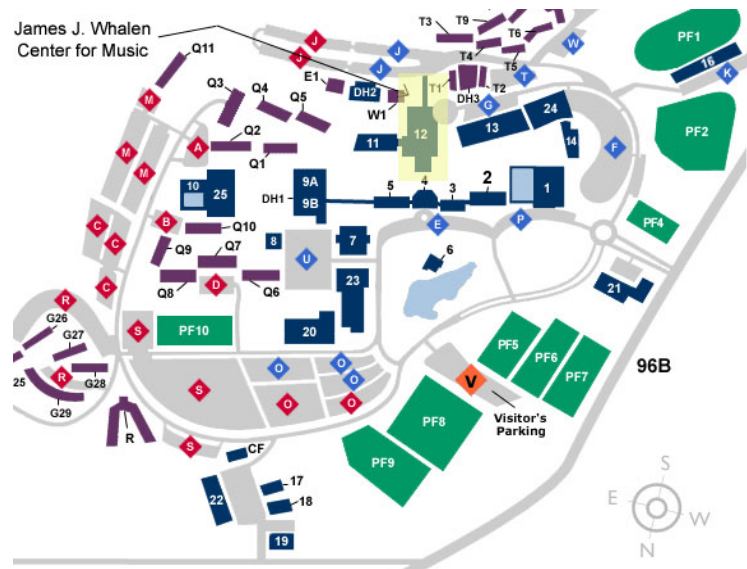 James J. Whalen
Center for Music
T3
T9
T6
T4
T5
W
PF1
16
K
Q11
J
J
J
J
J
E1
DH2
W1
T1
DH3
T2
T
G
M
Q3
Q4
Q5
12
13
24
14
F
PF2
A
Q2
Q1
11
M
M
10
25
DH1
9A
9B
5
4
3
2
1
C
B
Q10
E
P
PF4
C
Q9
Q7
8
U
7
6
C
Q8
D
Q6
23
21
R
G26
S
PF10
20
G27
PF5
PF6
PF7
96B
25
R
G28
S
O
O
O
O
O
V
G29
Visitor's
Parking
PF8
R
S
CF
PF9
22
17
18
19
S
E
W
N